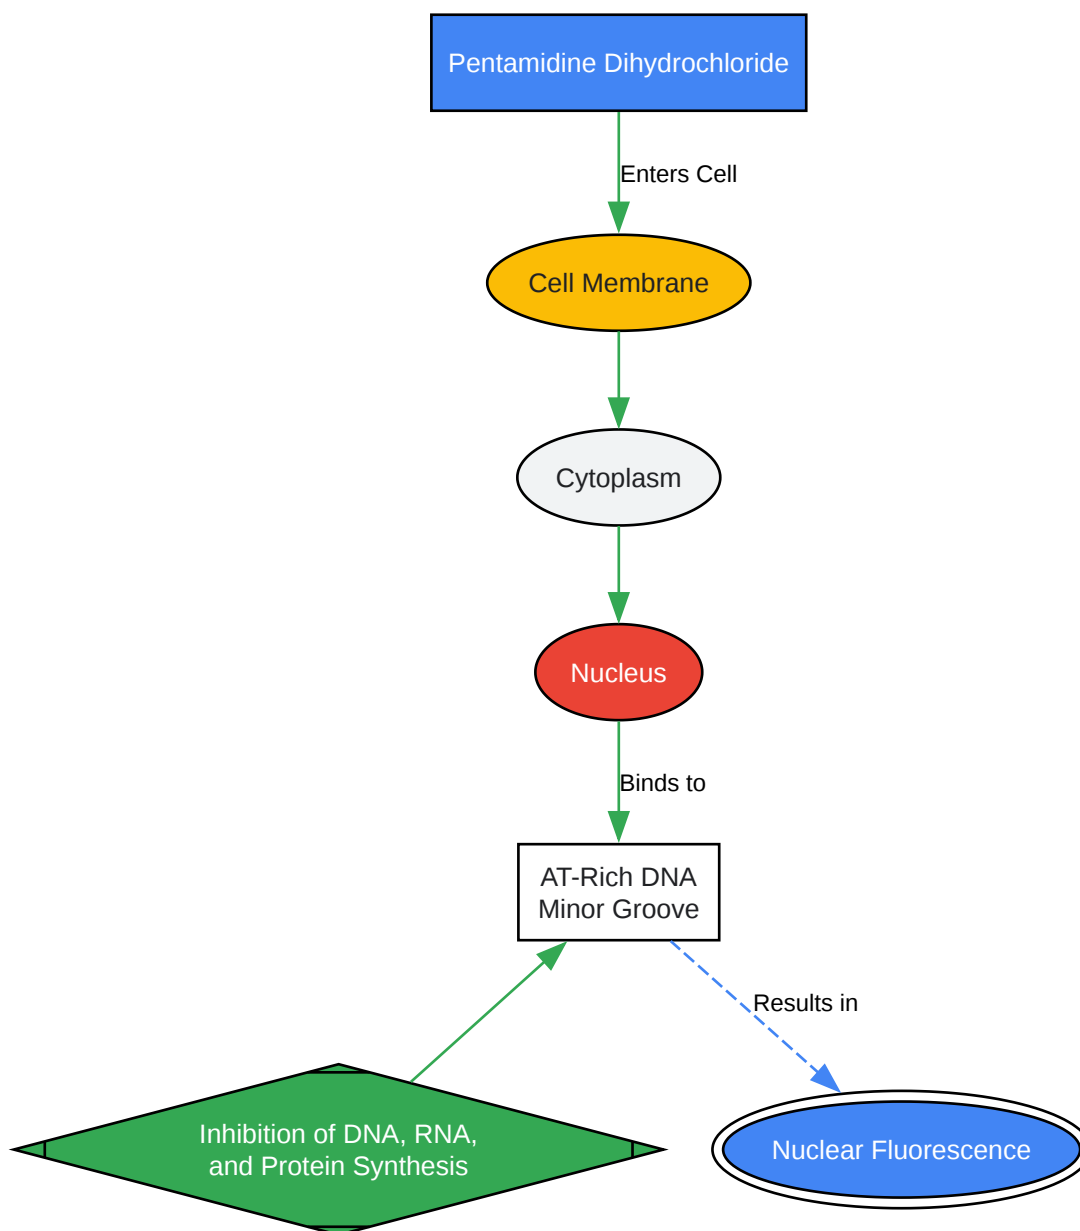 Pentamidine Dihydrochloride
Enters Cell
Cell Membrane
Cytoplasm
Nucleus
Binds to
AT-Rich DNA
Minor Groove
Results in
Inhibition of DNA, RNA,
and Protein Synthesis
Nuclear Fluorescence